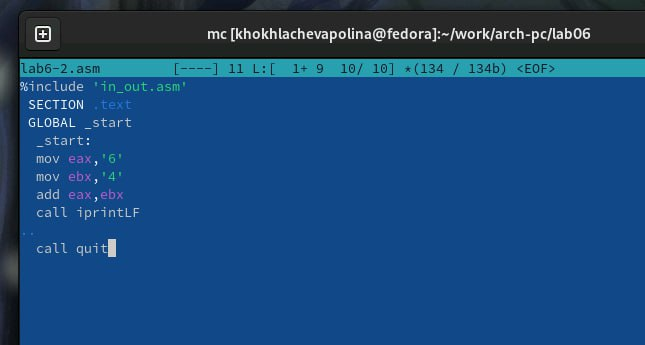 mc [khokhlachevapolina@fedora]:~/work/arch-pc/lab06
lab6-2.asm [----] 11 L:[ 1+ 9 10/ 10] *(134 / 134b) <EOF>
%include 'in_out.asm'
SECTION .text
GLOBAL _start
_start:
mov eax,'6'
mov ebx,'4'
add eax,ebx
call iprintLF
..
call quit